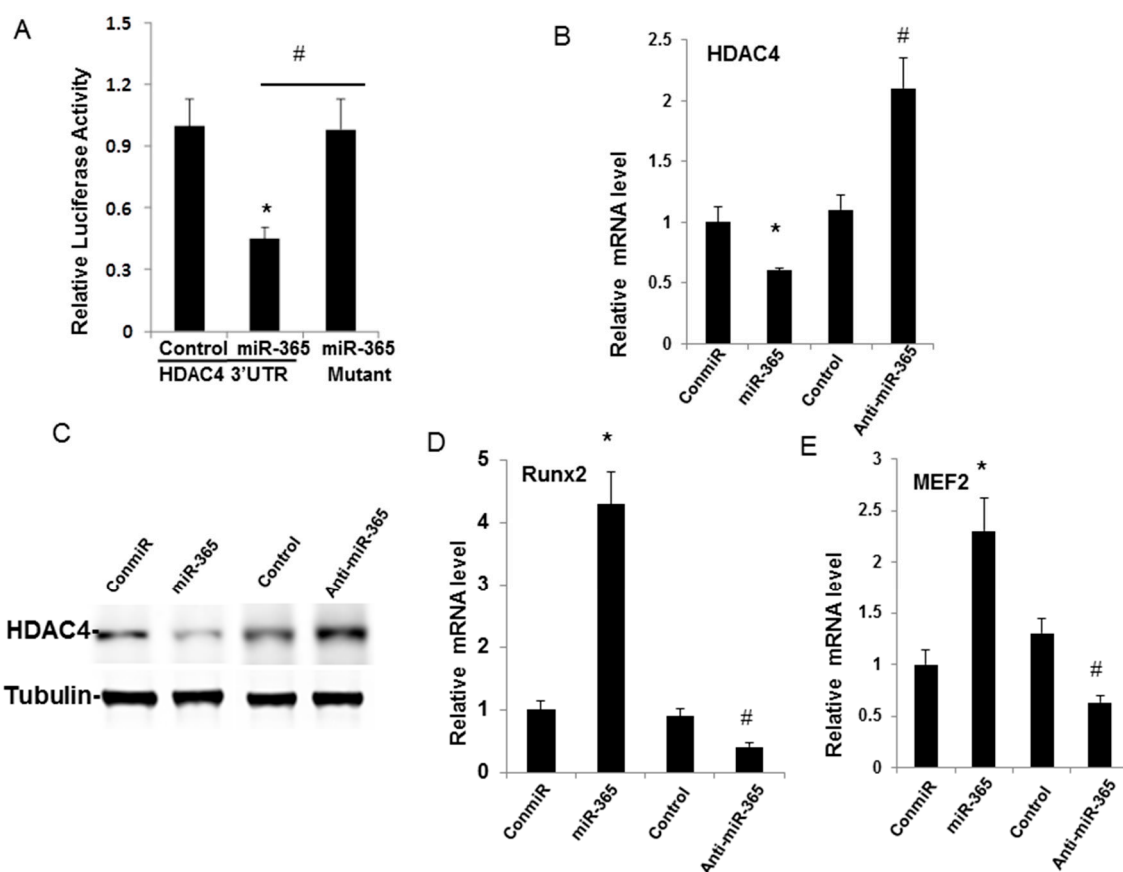 A
Relative Luciferase Activity
1.5
1.2
0.9
0.6
0.3
0
#
*
Control miR-365 miR-365
HDAC4 3'UTR Mutant
B
HDAC4
Relative mRNA level
2.5
2
1.5
1
0.5
0
*
#
ConmiR
miR-365
Control
Anti-miR-365
C
ConmiR
miR-365
Control
Anti-miR-365
HDAC4-
Tubulin-
D
Runx2
Relative mRNA level
5
4
3
2
1
0
*
#
ConmiR
miR-365
Control
Anti-miR-365
E
MEF2
Relative mRNA level
3
2.5
2
1.5
1
0.5
0
*
#
ConmiR
miR-365
Control
Anti-miR-365